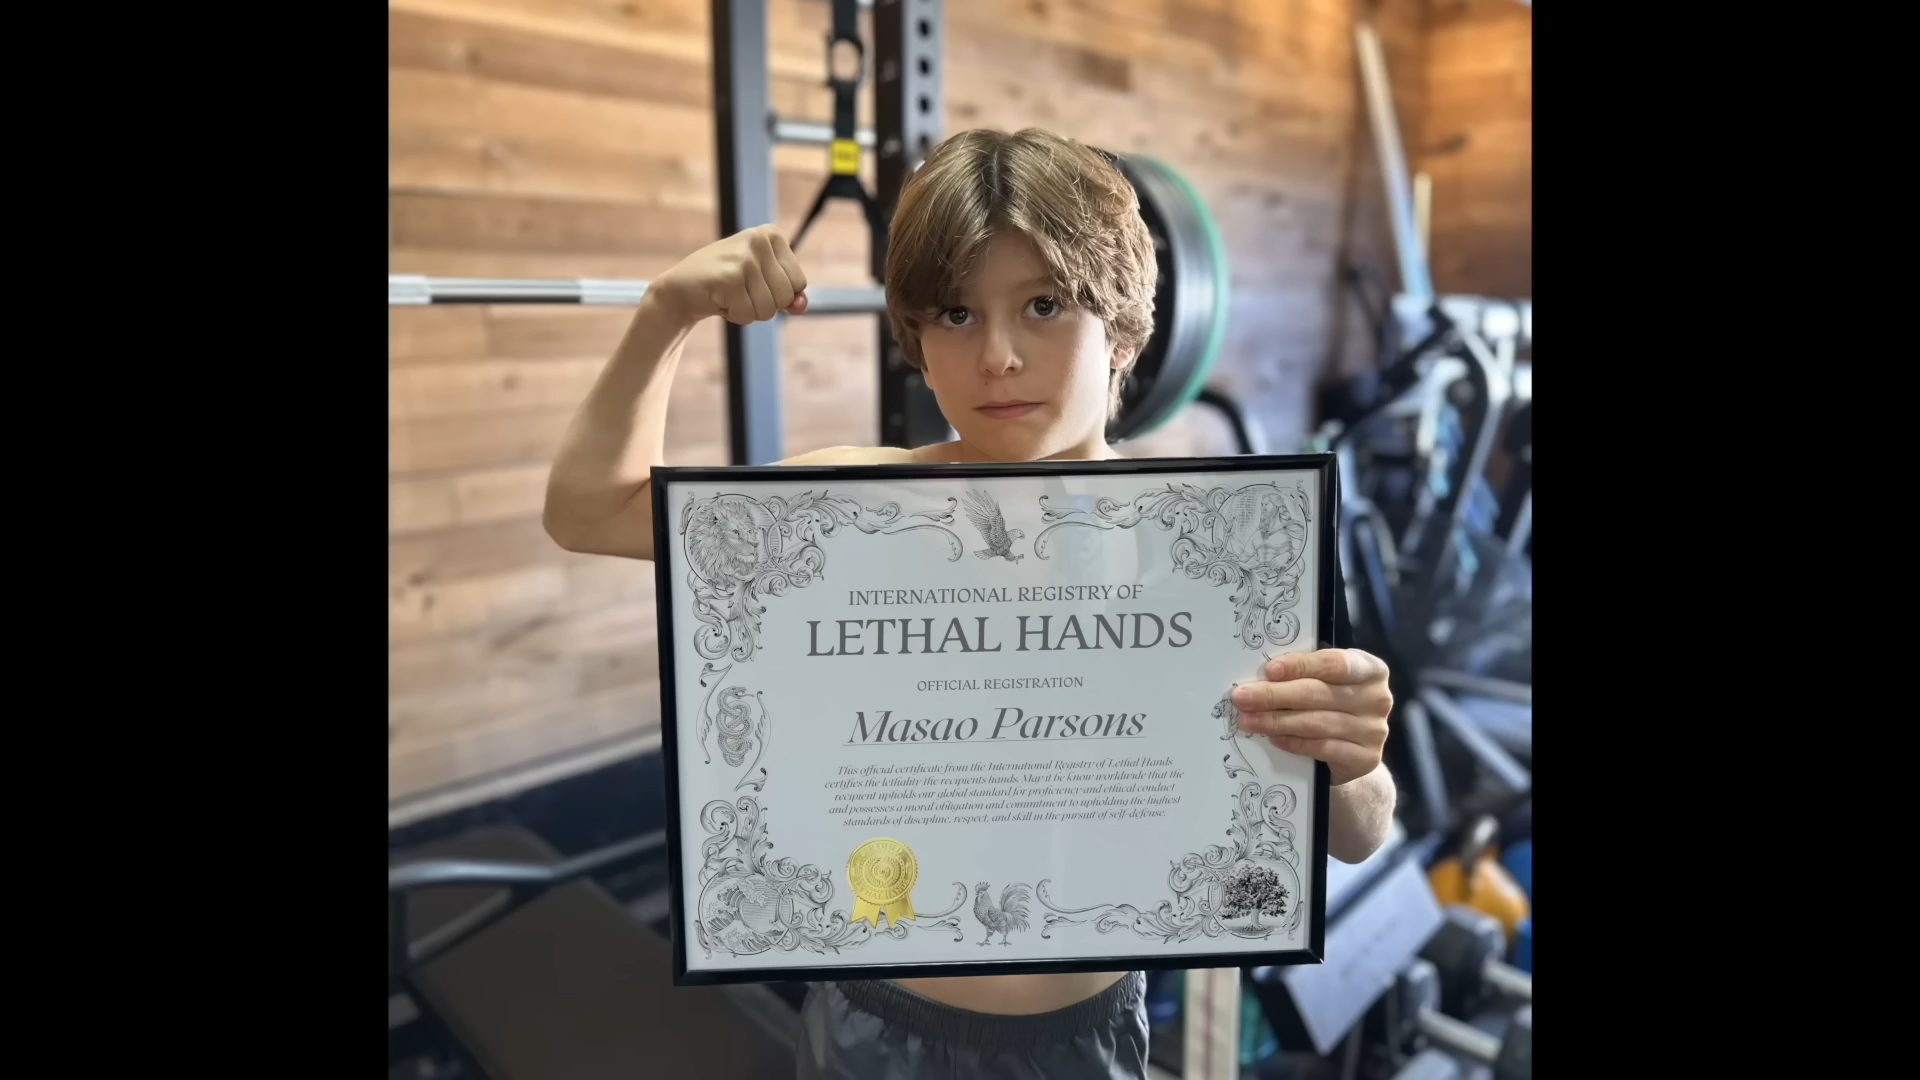 INTERNATIONAL REGISTRY OF
LETHAL HANDS
OFFICIAL REGISTRATION
Masao Parsons
This official certificate from the International Registry of Lethal Hands
certifies the lethality the recipients hands. May it be know worldwide that the
recipient upholds our global standard for proficiency and ethical conduct
and possesses a moral obligation and commitment to upholding the highest
standards of discipline, respect, and skill in the pursuit of self-defense.